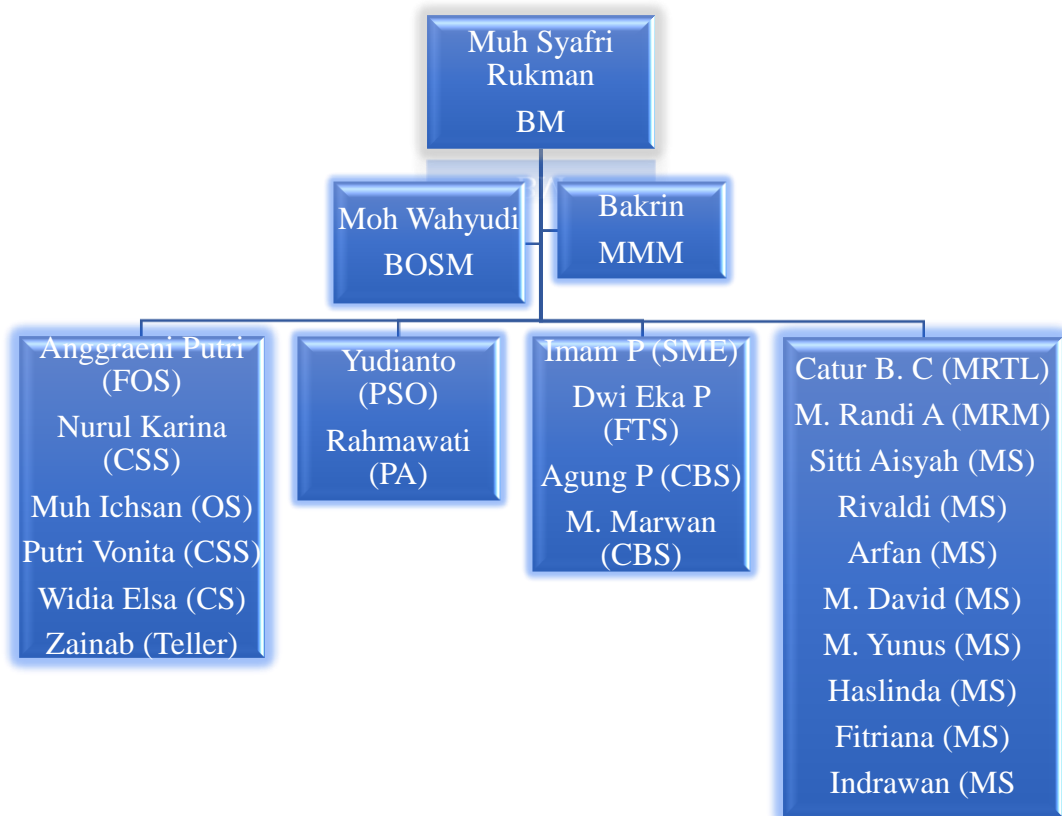 Muh Syafri
Rukman
BM
Moh Wahyudi
BOSM
Bakrin
MMM
Anggraeni Putri
(FOS)
Nurul Karina
(CSS)
Muh Ichsan (OS)
Putri Vonita (CSS)
Widia Elsa (CS)
Zainab (Teller)
Yudianto
(PSO)
Rahmawati
(PA)
Imam P (SME)
Dwi Eka P
(FTS)
Agung P (CBS)
M. Marwan
(CBS)
Catur B. C (MRTL)
M. Randi A (MRM)
Sitti Aisyah (MS)
Rivaldi (MS)
Arfan (MS)
M. David (MS)
M. Yunus (MS)
Haslinda (MS)
Fitriana (MS)
Indrawan (MS